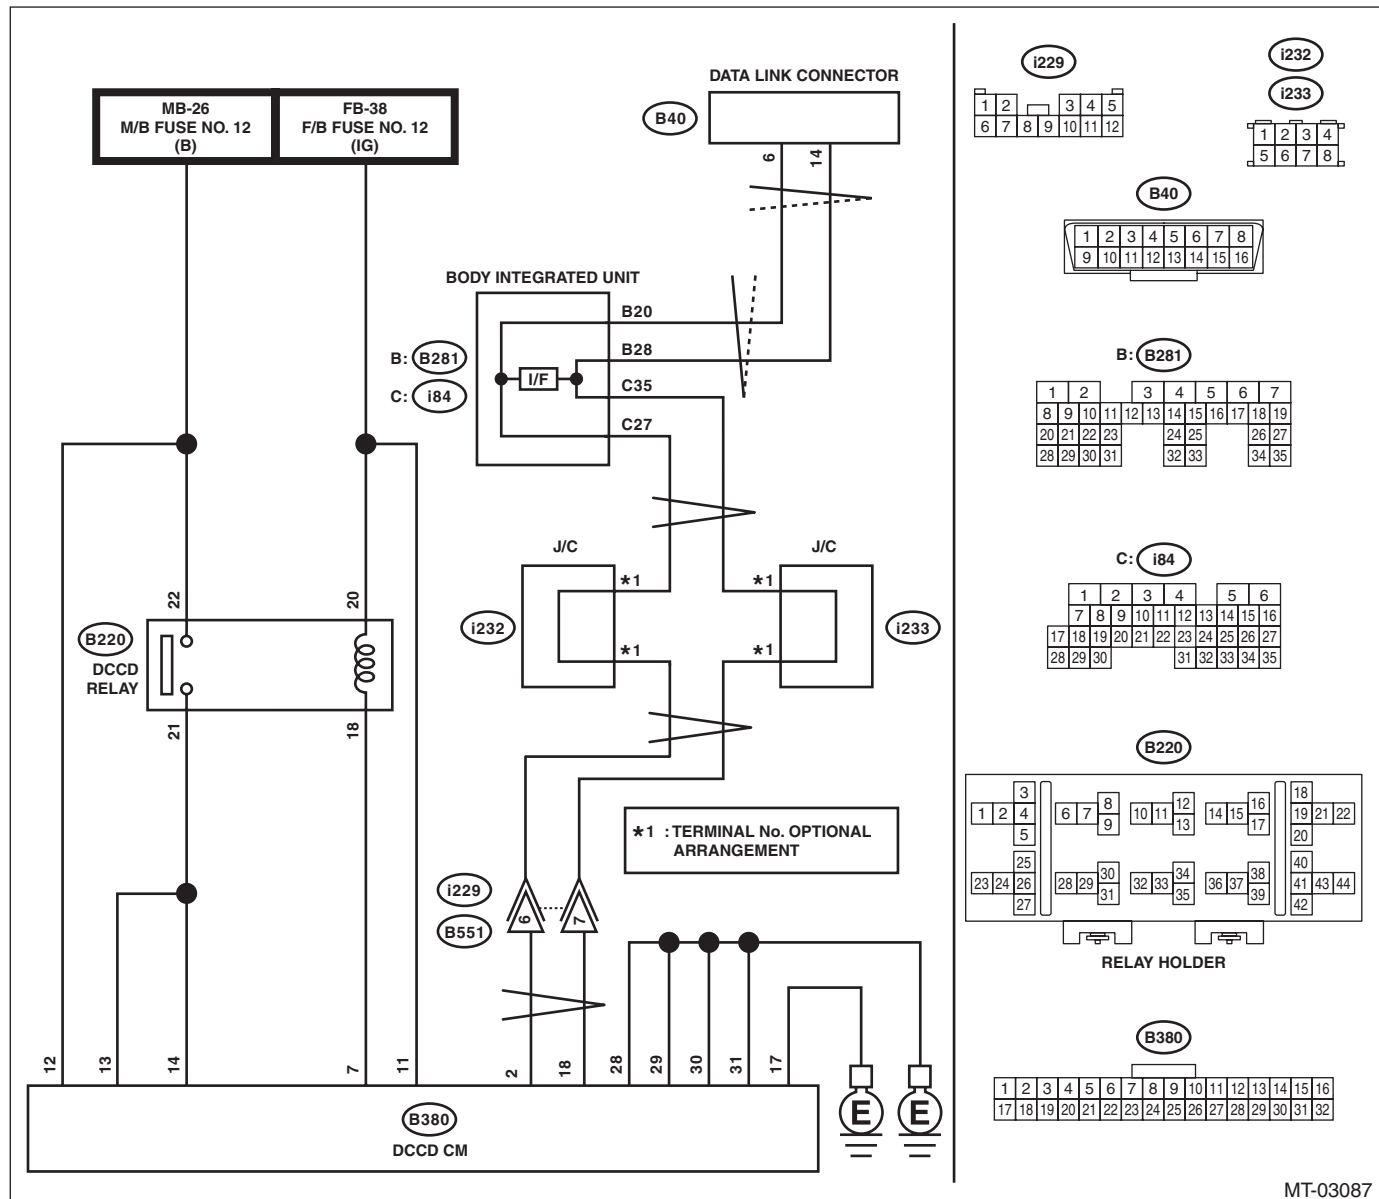 MB-26
M/B FUSE NO. 12
(B)
FB-38
F/B FUSE NO. 12
(IG)
DATA LINK CONNECTOR
B40
6
14
BODY INTEGRATED UNIT
B: B281
C: i84
I/F
B20
B28
C35
C27
J/C
J/C
*1
*1
i232
i233
*1
*1
22
20
B220
DCCD
RELAY
21
18
*1 : TERMINAL No. OPTIONAL
ARRANGEMENT
i229
B551
6
7
12
13
14
7
11
2
18
28
29
30
31
17
E
E
B380
DCCD CM
i229
1 2 3 4 5
6 7 8 9 10 11 12
i232
i233
1 2 3 4
5 6 7 8
B40
1 2 3 4 5 6 7 8
9 10 11 12 13 14 15 16
B: B281
1 2 3 4 5 6 7
8 9 10 11 12 13 14 15 16 17 18 19
20 21 22 23 24 25 26 27
28 29 30 31 32 33 34 35
C: i84
1 2 3 4 5 6
7 8 9 10 11 12 13 14 15 16
17 18 19 20 21 22 23 24 25 26 27
28 29 30 31 32 33 34 35
B220
3 8 12 16 18
1 2 4 6 7 10 11 14 15 19 21 22
5 9 13 17 20
25 30 34 38 40
23 24 26 28 29 32 33 36 37 41 43 44
27 31 35 39 42
RELAY HOLDER
B380
1 2 3 4 5 6 7 8 9 10 11 12 13 14 15 16
17 18 19 20 21 22 23 24 25 26 27 28 29 30 31 32
MT-03087